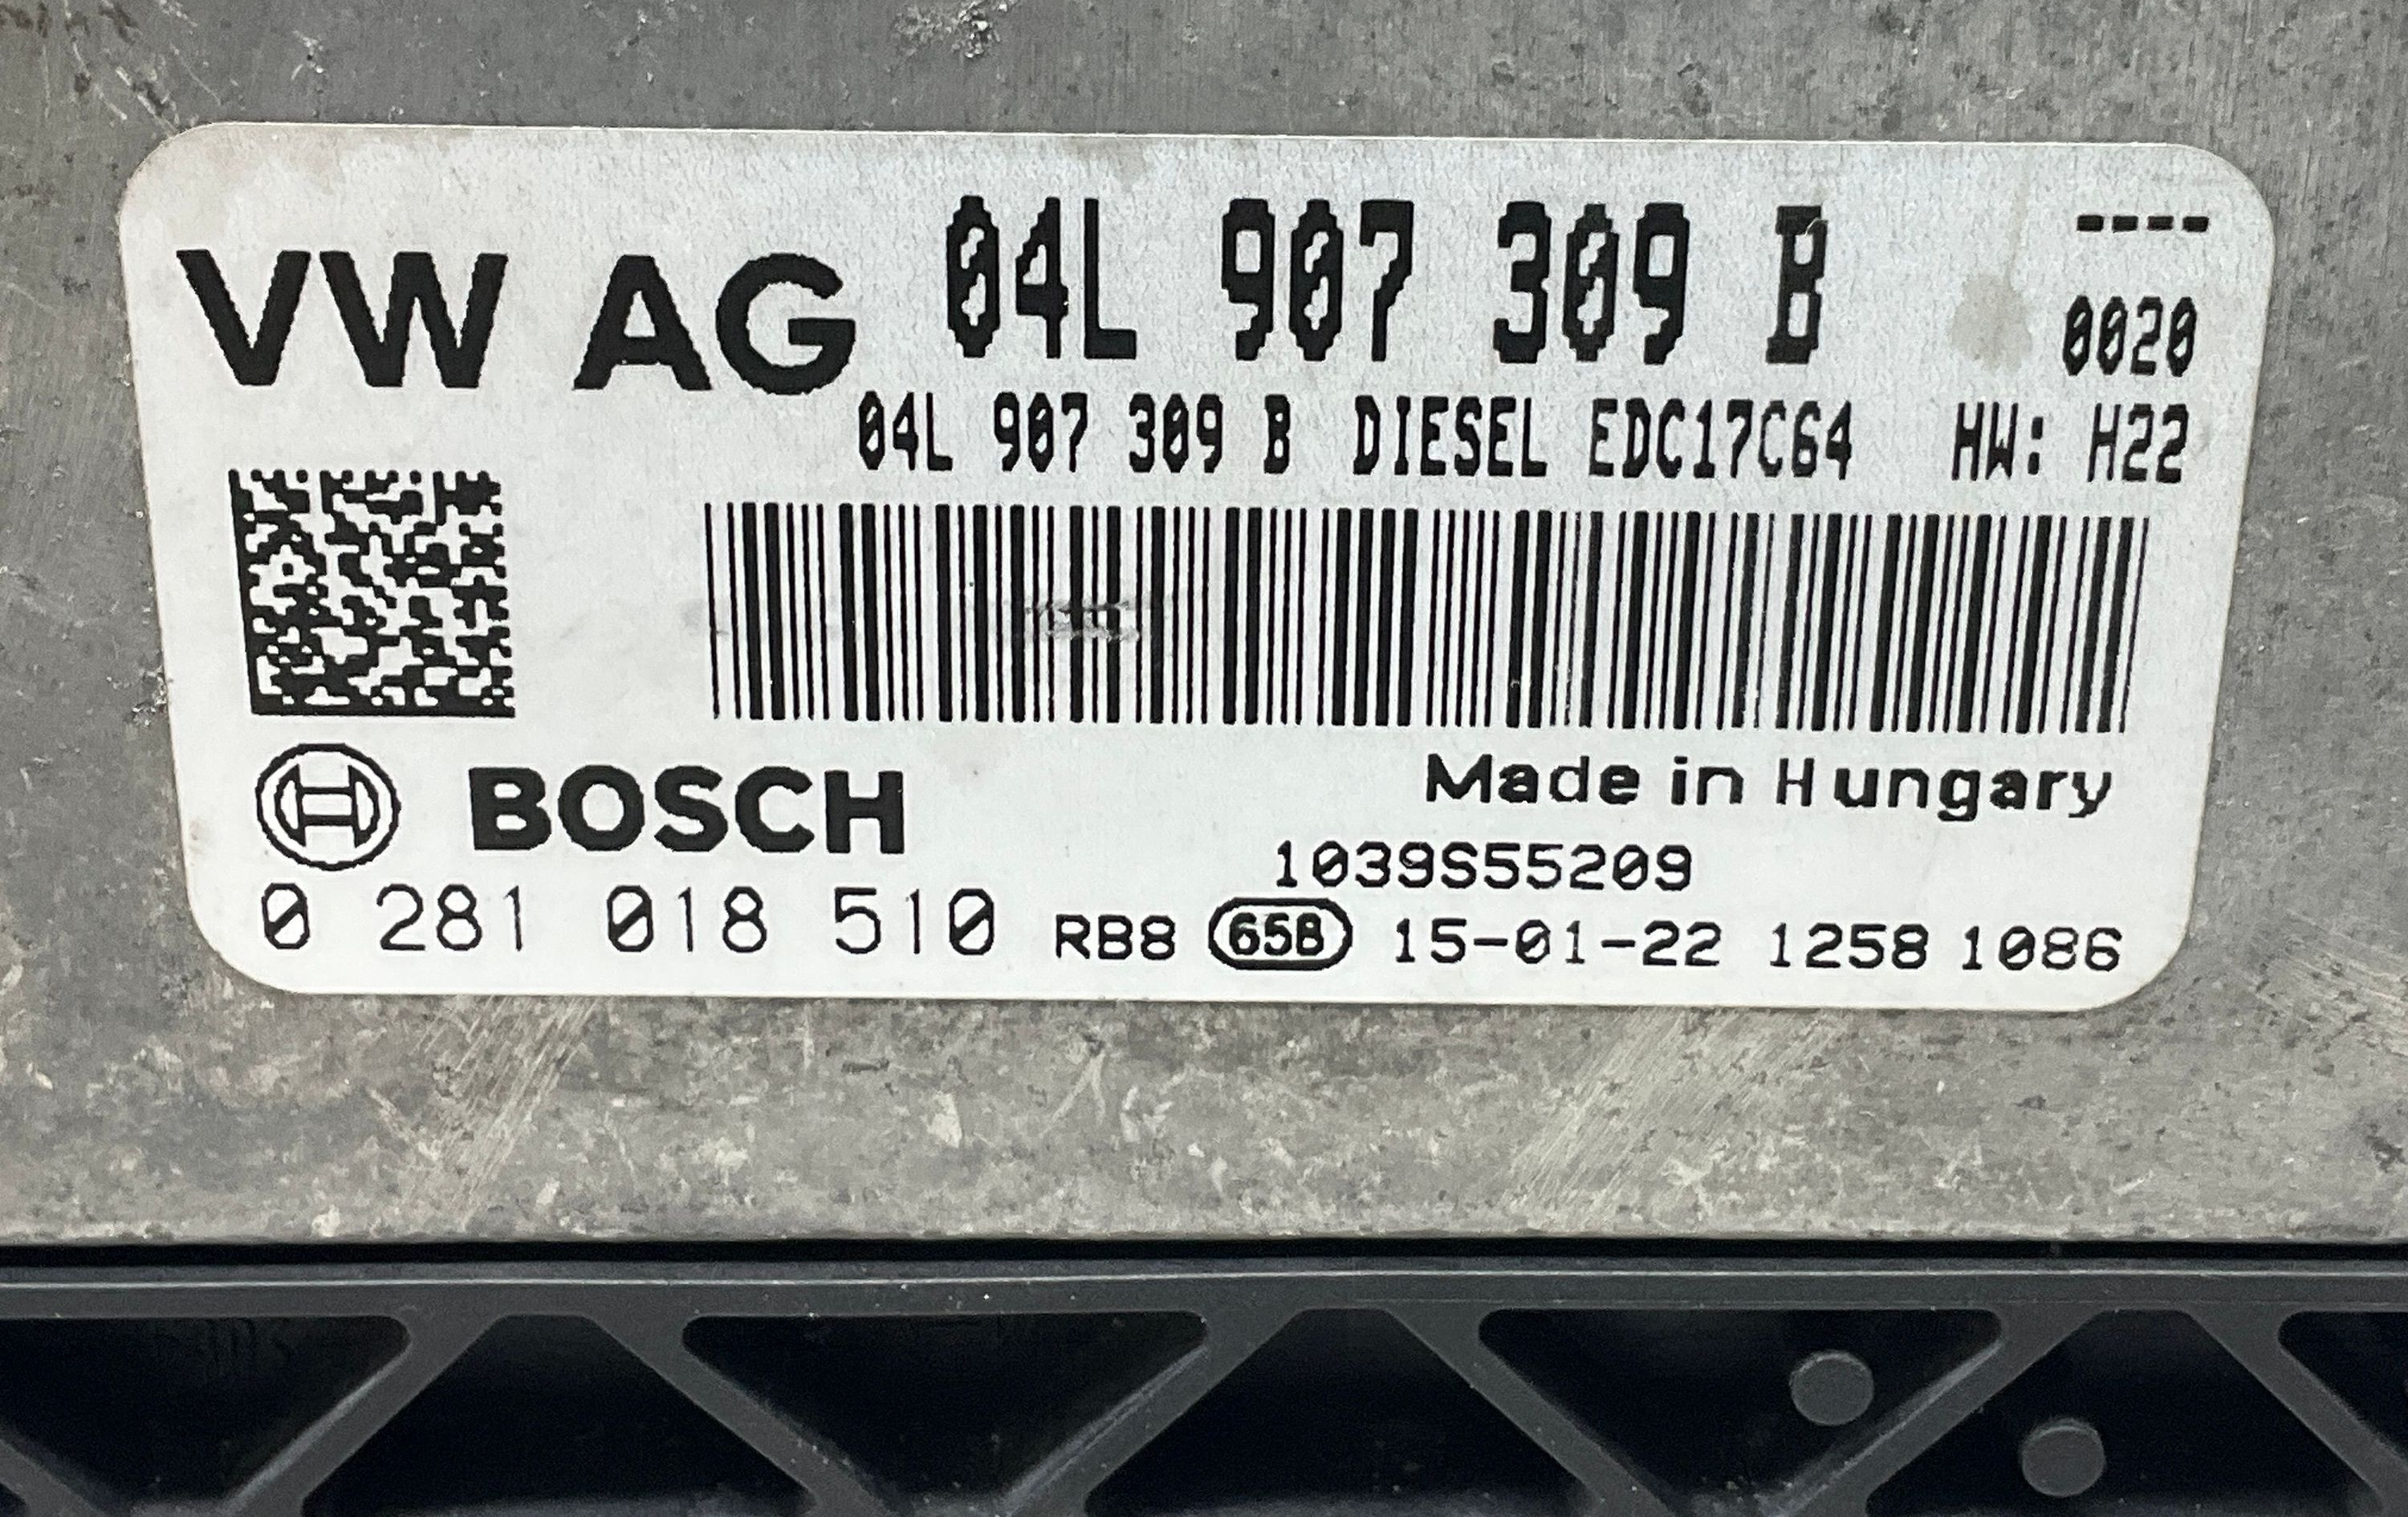 VW AG 04L 907 309 B ----
0020
04L 907 309 B DIESEL EDC17C64 HW: H22
Made in Hungary
BOSCH
1039S55209
0 281 018 510 RB8 65B 15-01-22 1258 1086